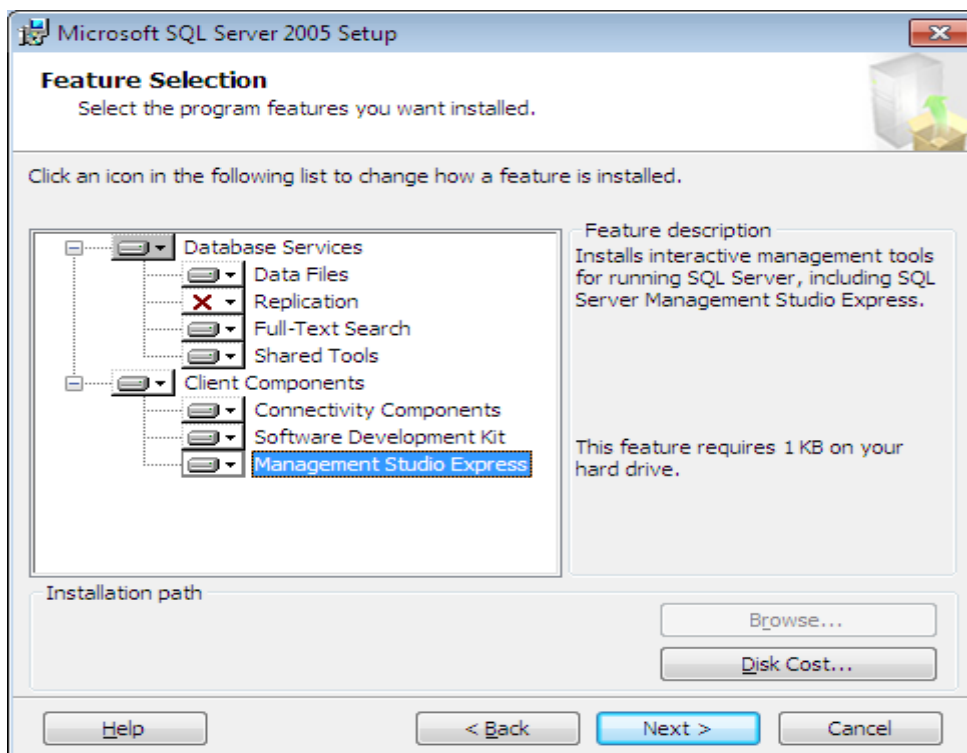 Microsoft SQL Server 2005 Setup
Feature Selection
Select the program features you want installed.
Click an icon in the following list to change how a feature is installed.
Database Services
Data Files
Replication
Full-Text Search
Shared Tools
Client Components
Connectivity Components
Software Development Kit
Management Studio Express
Feature description
Installs interactive management tools
for running SQL Server, including SQL
Server Management Studio Express.
This feature requires 1 KB on your
hard drive.
Installation path
Browse...
Disk Cost...
Help
< Back
Next >
Cancel